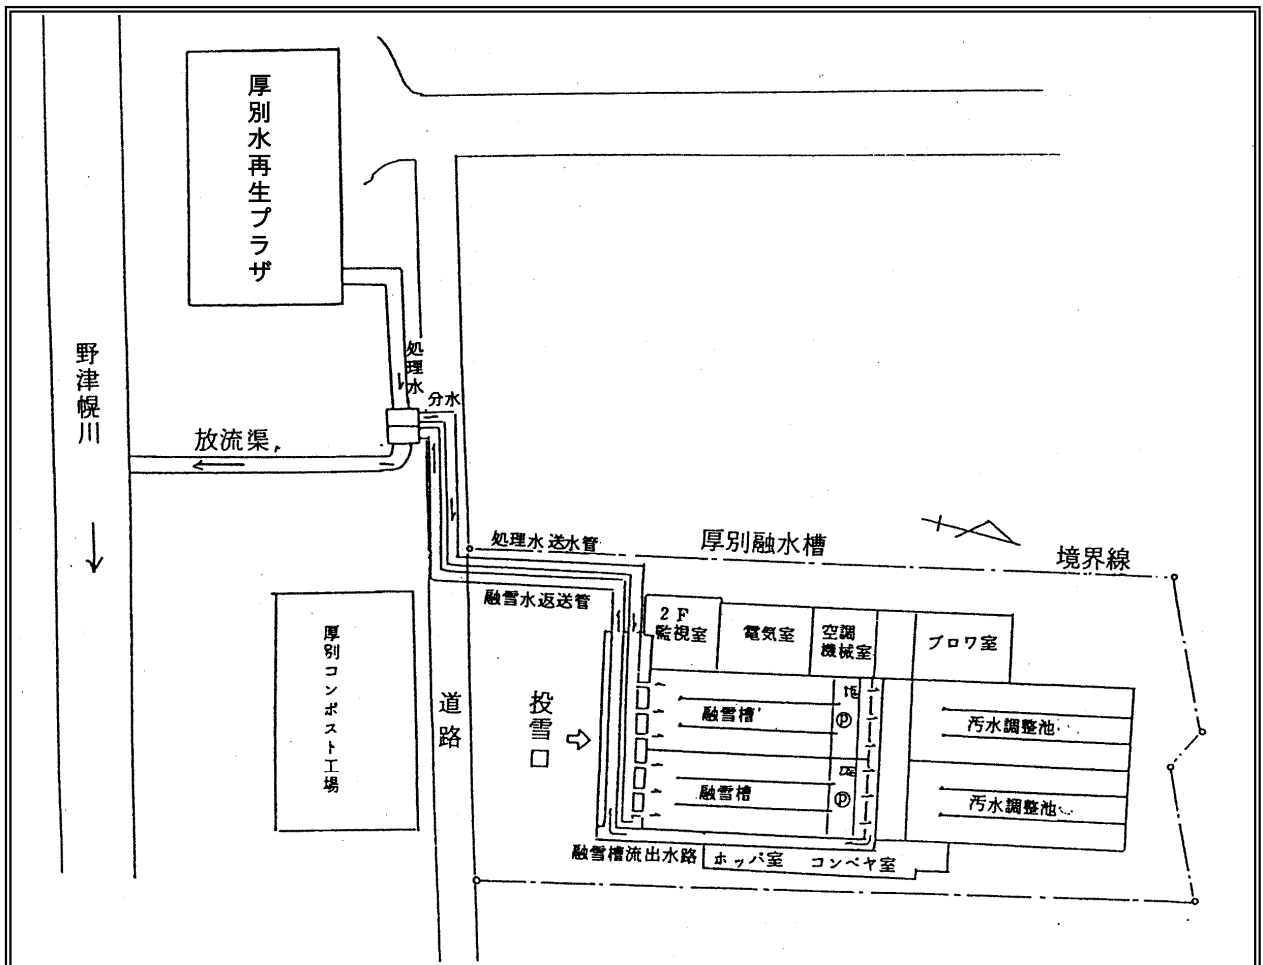 厚別水再生プラザ
処理水
分水
野津幌川
放流渠
処理水送水管
厚別融水槽
境界線
融雪水返送管
2F
監視室
電気室
空調
機械室
ブロワ室
厚別コンポスト工場
道路
投雪口
融雪槽
P
汚水調整池
融雪槽
P
汚水調整池
融雪槽流出水路
ホッパ室
コンベヤ室